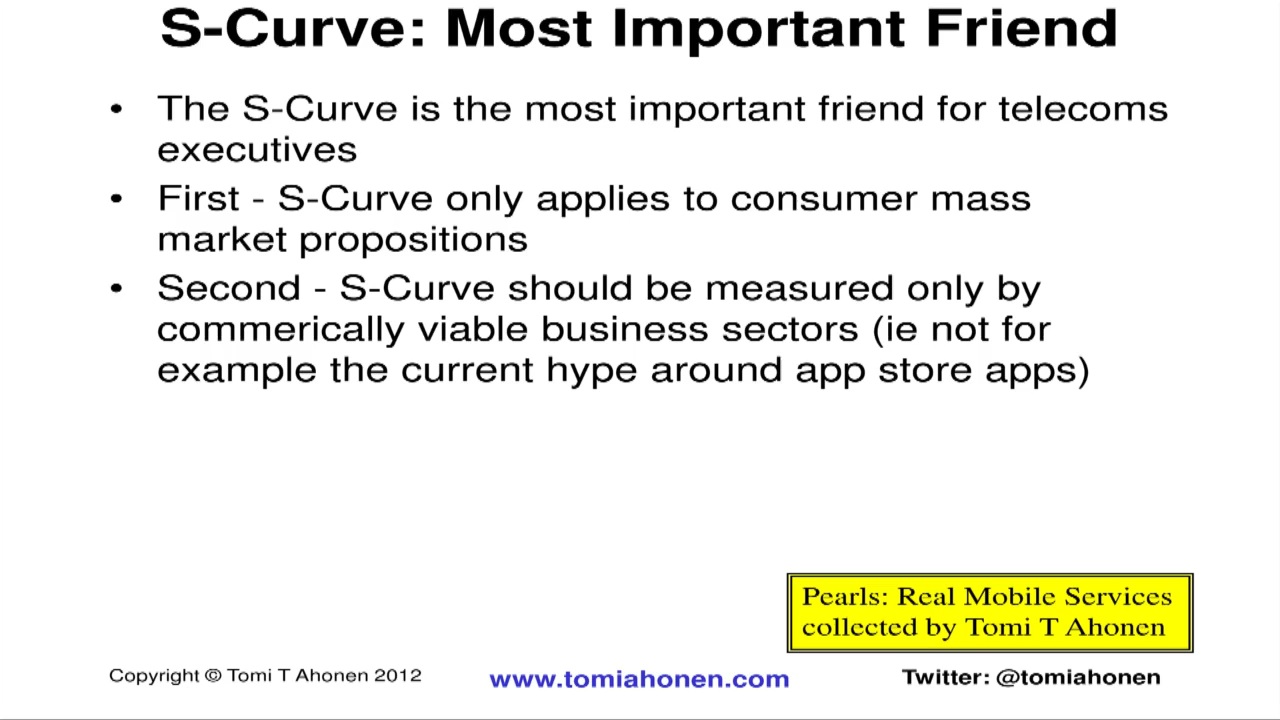 S-Curve: Most Important Friend
• The S-Curve is the most important friend for telecoms
executives
• First - S-Curve only applies to consumer mass
market propositions
• Second - S-Curve should be measured only by
commerically viable business sectors (ie not for
example the current hype around app store apps)
Pearls: Real Mobile Services
collected by Tomi T Ahonen
Copyright © Tomi T Ahonen 2012
www.tomiahonen.com
Twitter: @tomiahonen